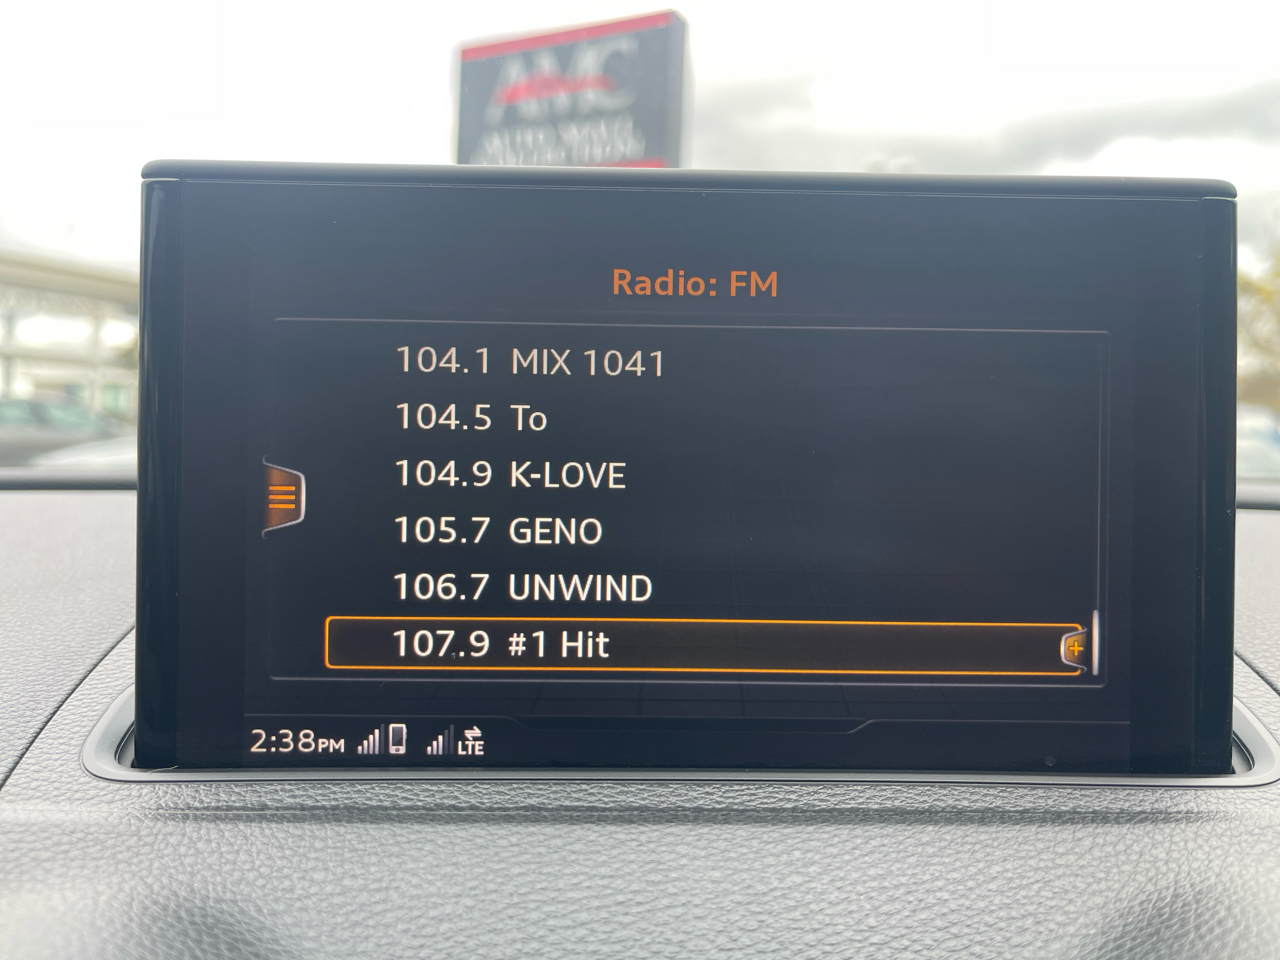 AMC
Radio: FM
104.1 MIX 1041
104.5 To
104.9 K-LOVE
105.7 GENO
106.7 UNWIND
107.9 #1 Hit
2:38PM LTE